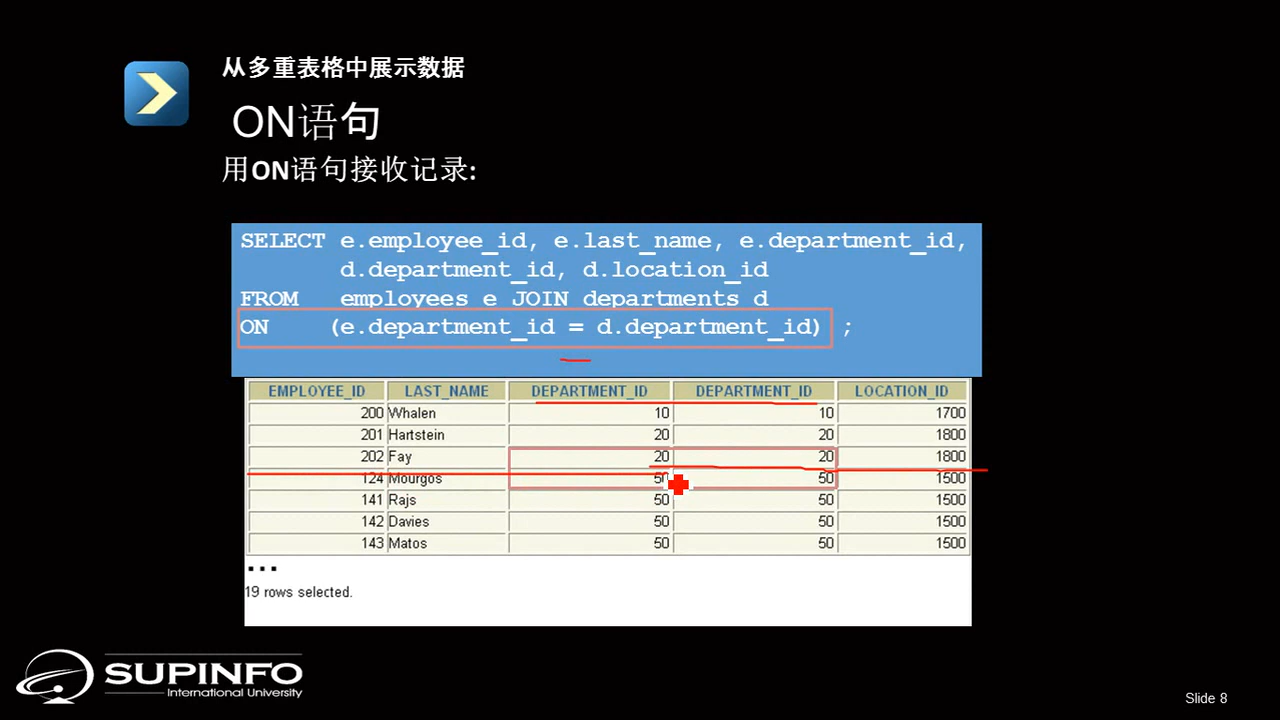 从多重表格中展示数据
ON语句
用ON语句接收记录:
SELECT e.employee_id, e.last_name, e.department_id,
d.department_id, d.location_id
FROM employees e JOIN departments d
ON (e.department_id = d.department_id) ;
EMPLOYEE_ID LAST_NAME DEPARTMENT_ID DEPARTMENT_ID LOCATION_ID
200 Whalen 10 10 1700
201 Hartstein 20 20 1800
202 Fay 20 20 1800
124 Mourgos 50 50 1500
141 Rajs 50 50 1500
142 Davies 50 50 1500
143 Matos 50 50 1500
...
19 rows selected.
SUPINFO
International University
Slide 8